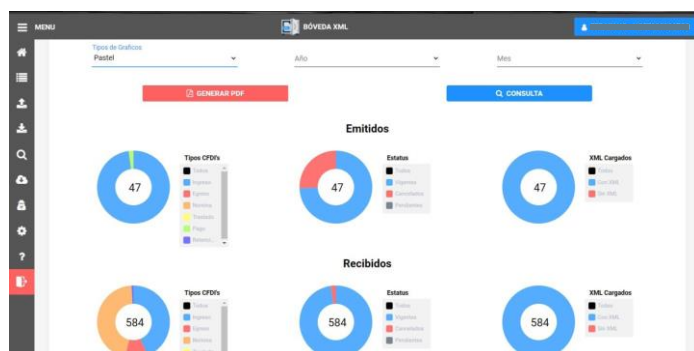 MENU
BÓVEDA XML
Tipos de Graficos
Pastel
Año
Mes
GENERAR PDF
CONSULTA
Emitidos
47
Tipos CFDI's
Todos
Ingreso
Egreso
Nomina
Traslado
Pago
47
Estatus
Todos
Vigentes
Cancelados
Pendientes
47
XML Cargados
Todos
Con XML
Sin XML
Recibidos
584
Tipos CFDI's
Todos
Ingreso
Egreso
Nomina
584
Estatus
Todos
Vigentes
Cancelados
Pendientes
584
XML Cargados
Todos
Con XML
Sin XML